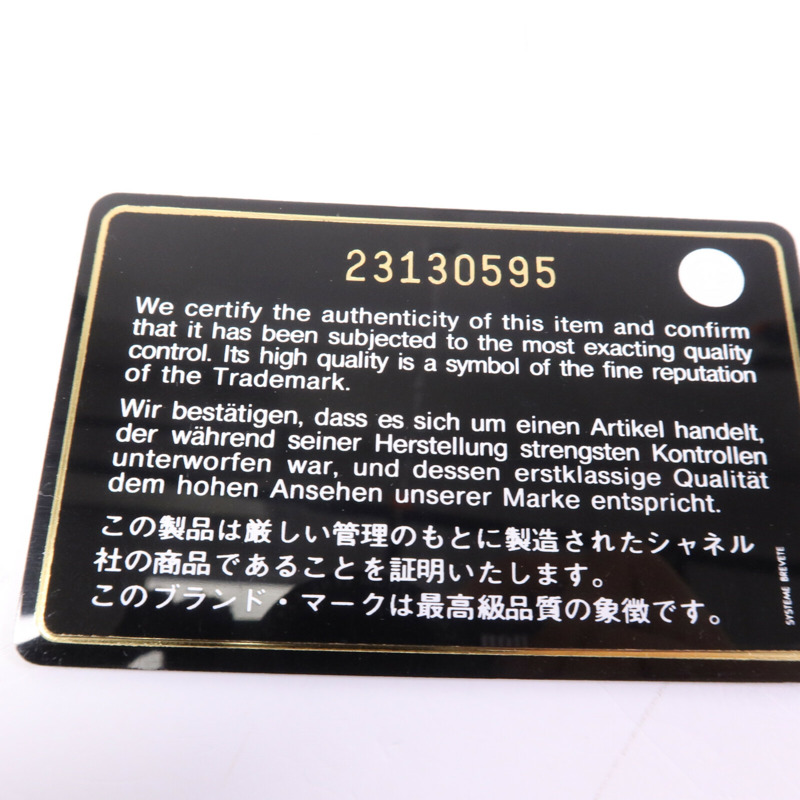 23130595
We certify the authenticity of this item and confirm
that it has been subjected to the most exacting quality
control. Its high quality is a symbol of the fine reputation
of the Trademark.
Wir bestätigen, dass es sich um einen Artikel handelt,
der während seiner Herstellung strengsten Kontrollen
unterworfen war, und dessen erstklassige Qualität
dem hohen Ansehen unserer Marke entspricht.
この製品は厳しい管理のもとに製造されたシャネル
社の商品であることを証明いたします。
このブランド・マークは最高級品質の象徴です。
SYSTEME BREVETE